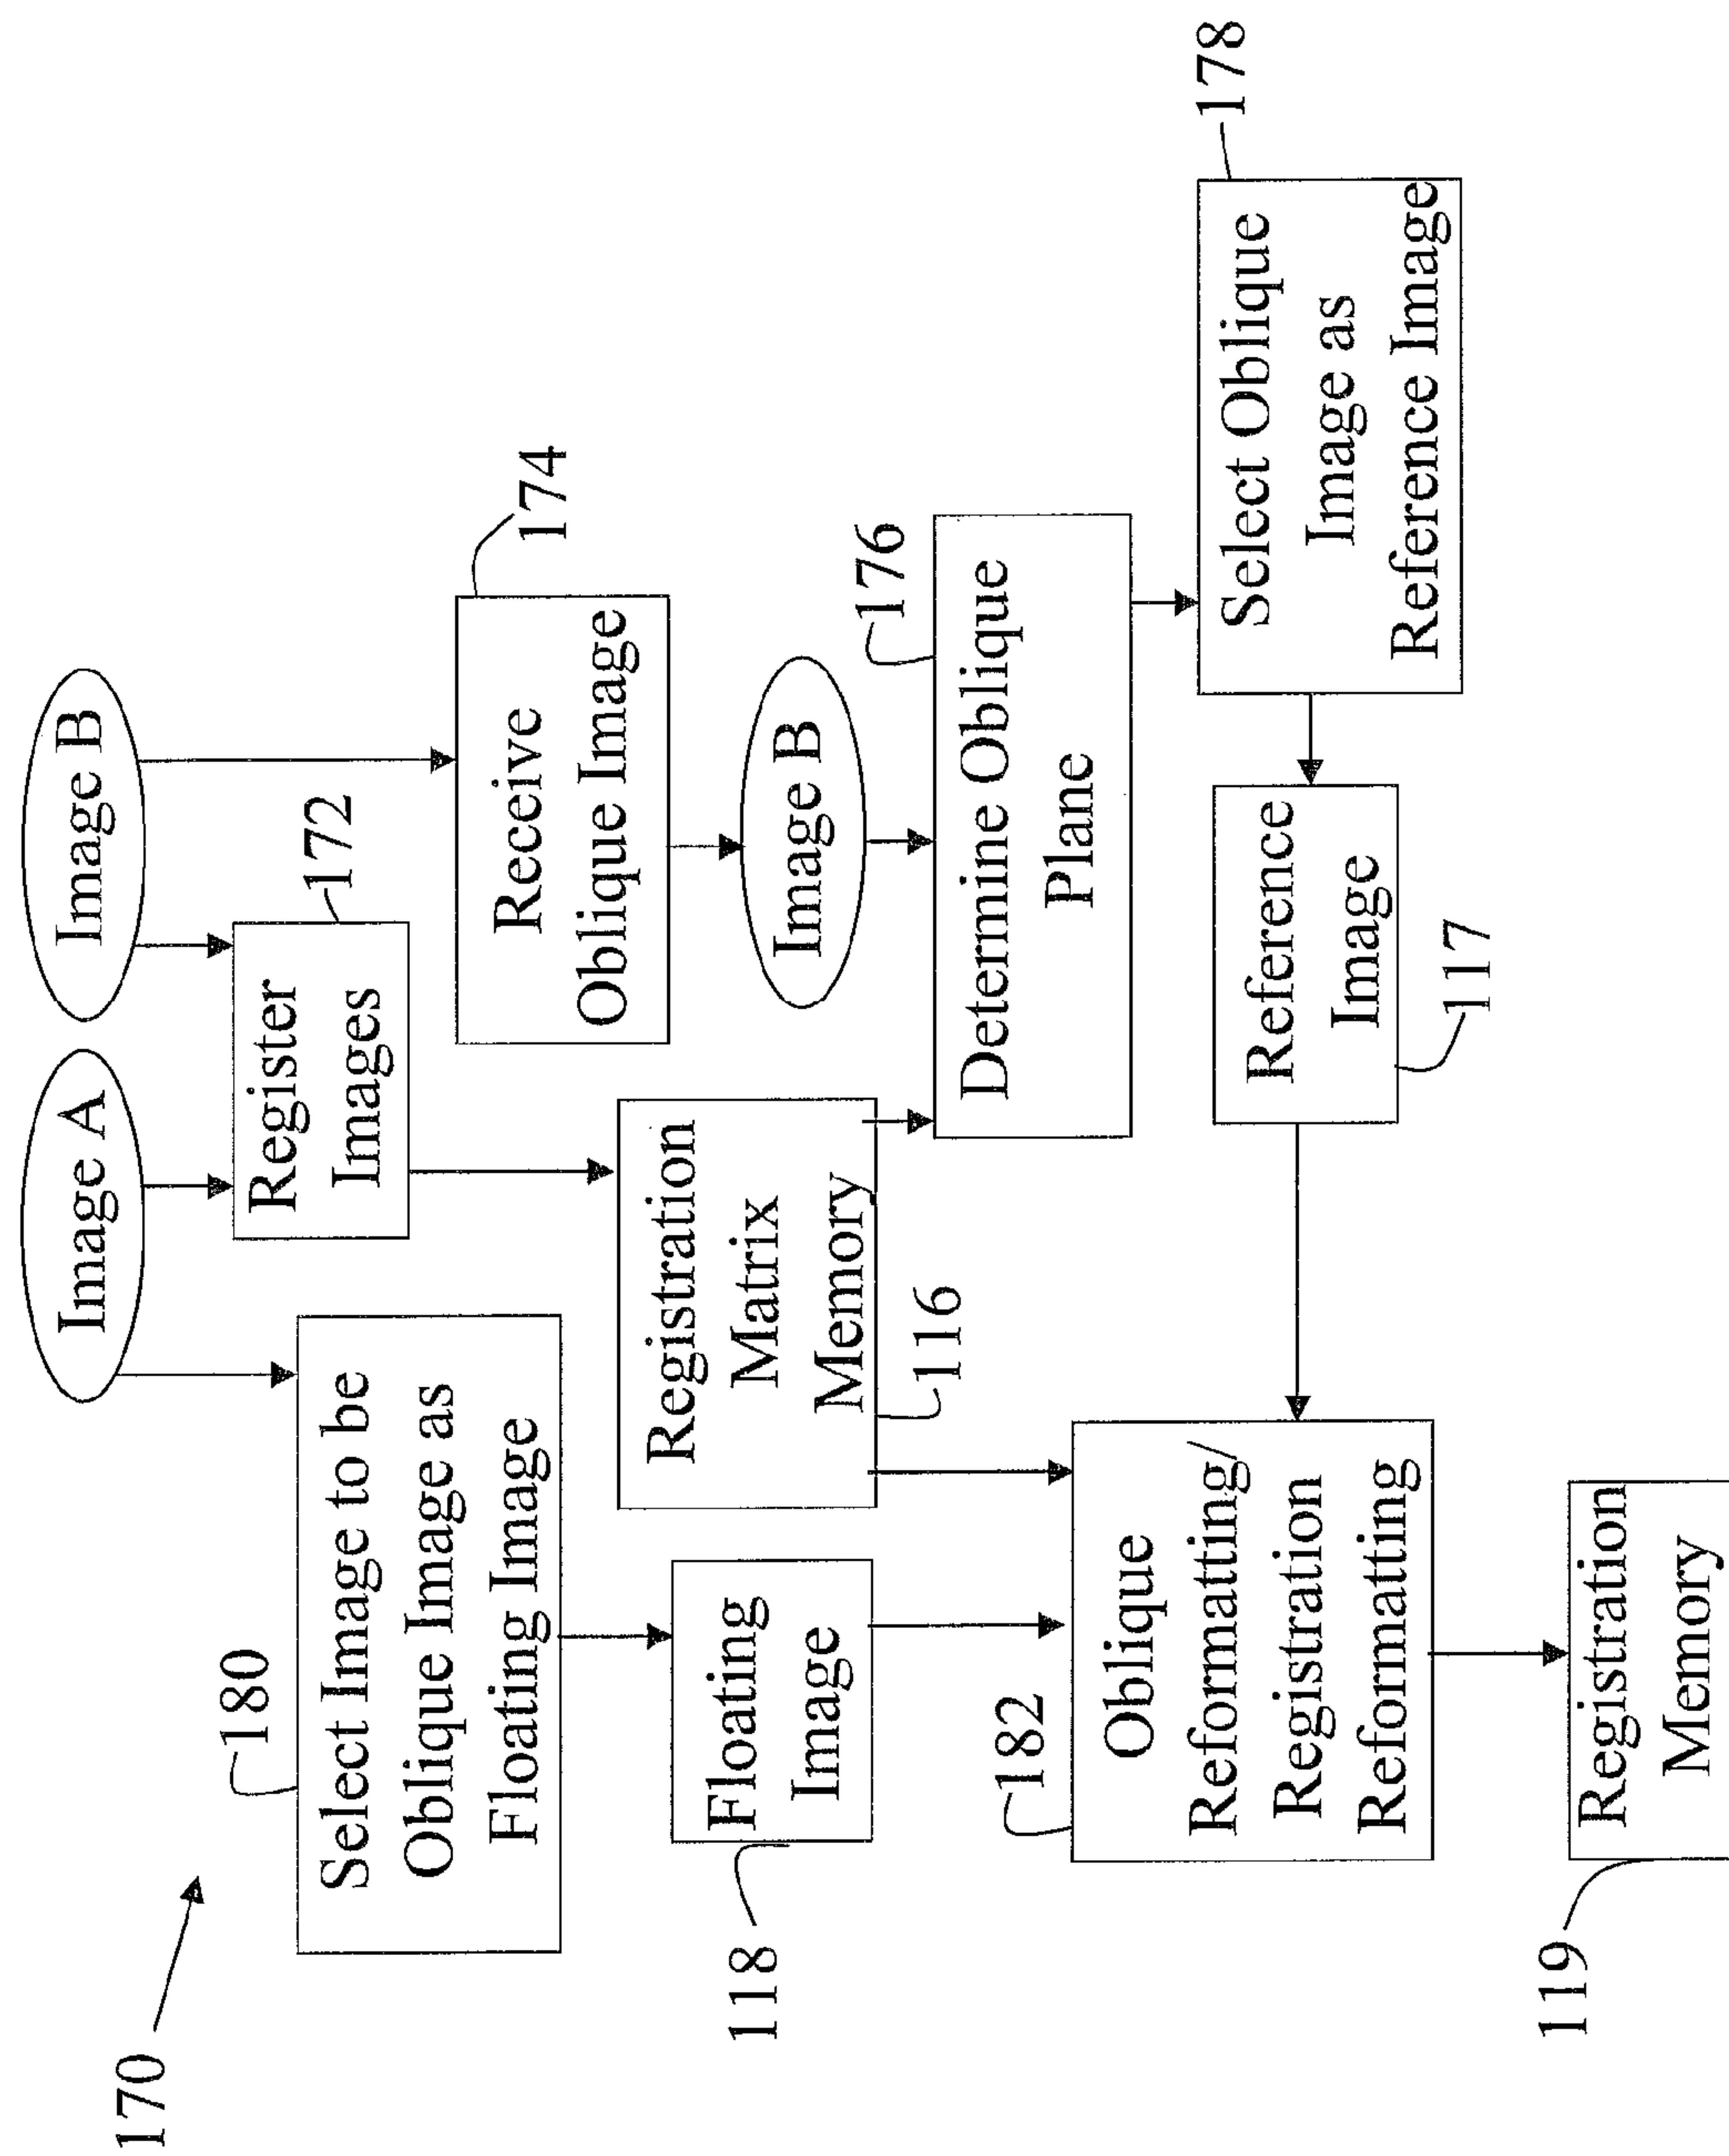 170
Image A
Image B
180
Select Image to be
Oblique Image as
Floating Image
Register
Images
172
Receive
Oblique Image
174
118
Floating
Image
Registration
Matrix
Memory
116
Image B
176
Determine Oblique
Plane
182
Oblique
Reformatting/
Registration
Reformatting
Reference
Image
117
Select Oblique
Image as
Reference Image
178
119
Registration
Memory